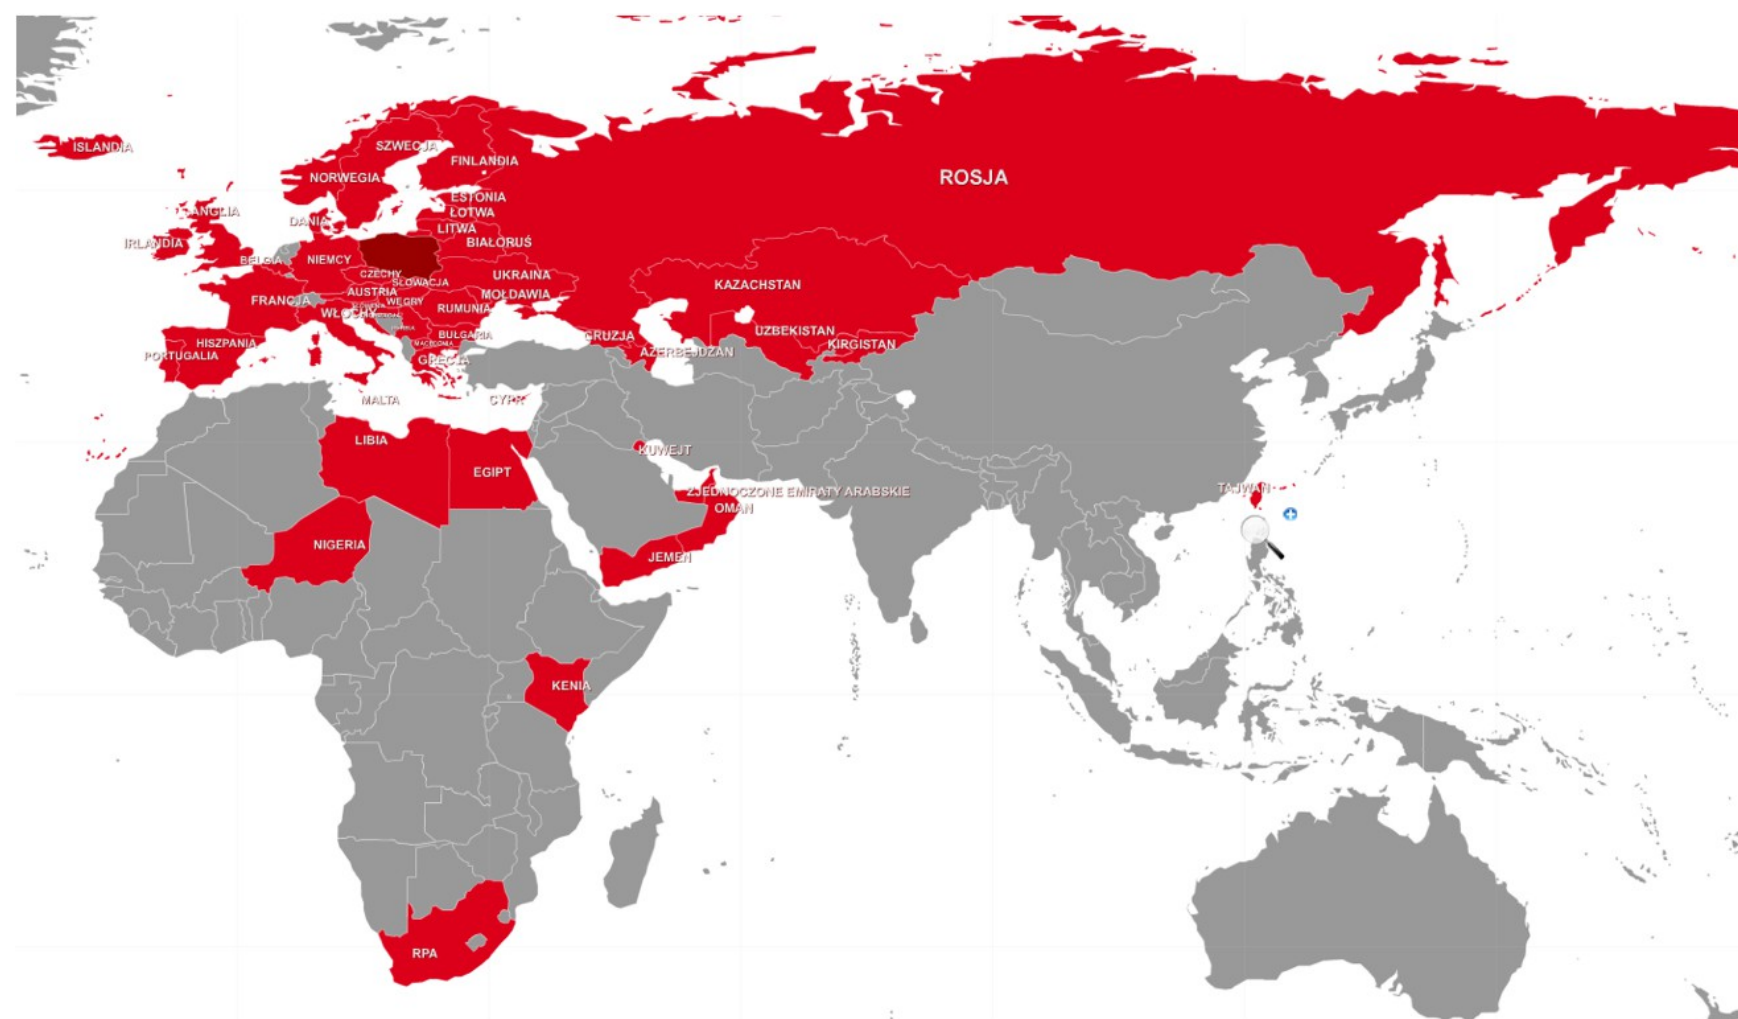 ISLANDIA
SZWECJA
FINLANDIA
NORWEGIA
ROSJA
ESTONIA
ŁOTWA
ANGLIA
DANIA
LITWA
IRLANDIA
BIAŁORUŚ
BELGIA
NIEMCY
CZECHY
UKRAINA
SŁOWACJA
KAZACHSTAN
AUSTRIA
MOŁDAWIA
FRANCJA
WĘGRY
RUMUNIA
WŁOCHY
UZBEKISTAN
BUŁGARIA
GRUZJA
HISZPANIA
MACEDONIA
KIRGISTAN
AZERBEJDŻAN
PORTUGALIA
GRECJA
MALTA
CYPR
LIBIA
KUWEJT
EGIPT
TAJWAN
ZJEDNOCZONE EMIRATY ARABSKIE
OMAN
NIGERIA
JEMEN
KENIA
RPA